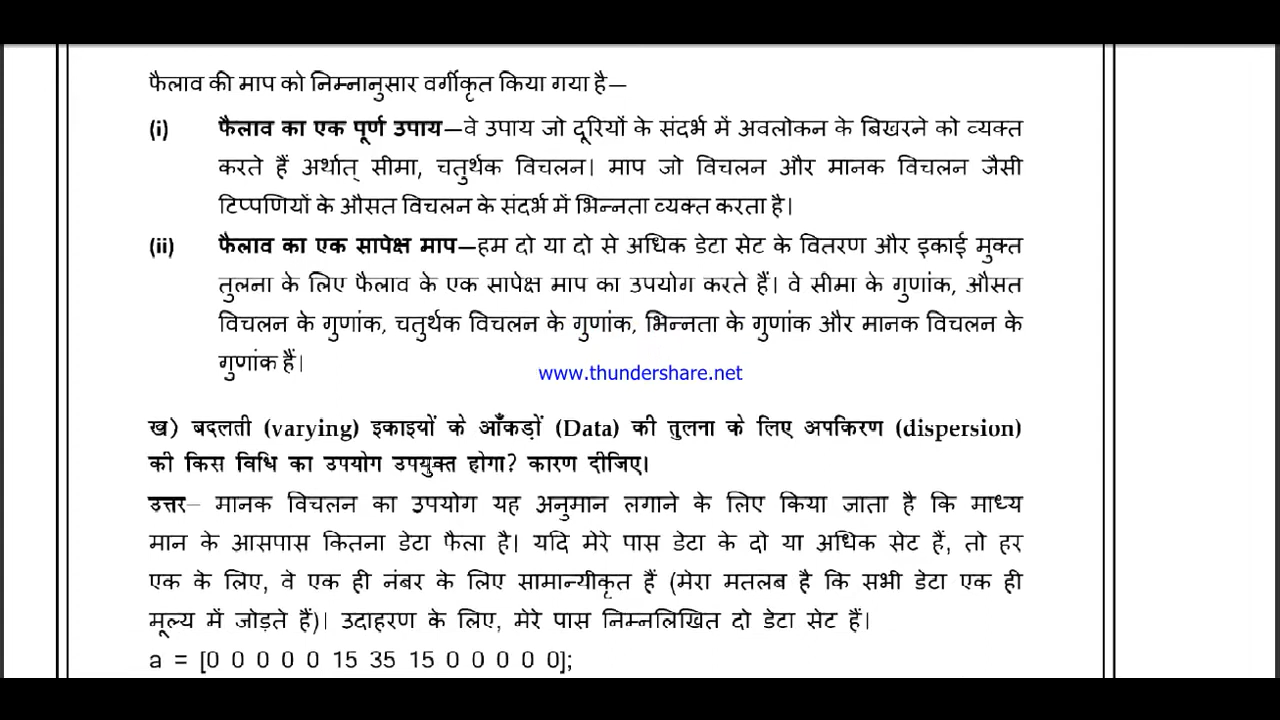 फैलाव की माप को निम्नानुसार वर्गीकृत किया गया है—
(i) फैलाव का एक पूर्ण उपाय—वे उपाय जो दूरियों के संदर्भ में अवलोकन के बिखरने को व्यक्त
करते हैं अर्थात् सीमा, चतुर्थक विचलन। माप जो विचलन और मानक विचलन जैसी
टिप्पणियों के औसत विचलन के संदर्भ में भिन्नता व्यक्त करता है।
(ii) फैलाव का एक सापेक्ष माप—हम दो या दो से अधिक डेटा सेट के वितरण और इकाई मुक्त
तुलना के लिए फैलाव के एक सापेक्ष माप का उपयोग करते हैं। वे सीमा के गुणांक, औसत
विचलन के गुणांक, चतुर्थक विचलन के गुणांक, भिन्नता के गुणांक और मानक विचलन के
गुणांक हैं।
www.thundershare.net
ख) बदलती (varying) इकाइयों के आँकड़ों (Data) की तुलना के लिए अपकिरण (dispersion)
की किस विधि का उपयोग उपयुक्त होगा? कारण दीजिए।
उत्तर– मानक विचलन का उपयोग यह अनुमान लगाने के लिए किया जाता है कि माध्य
मान के आसपास कितना डेटा फैला है। यदि मेरे पास डेटा के दो या अधिक सेट हैं, तो हर
एक के लिए, वे एक ही नंबर के लिए सामान्यीकृत हैं (मेरा मतलब है कि सभी डेटा एक ही
मूल्य में जोड़ते हैं)। उदाहरण के लिए, मेरे पास निम्नलिखित दो डेटा सेट हैं।
a = [0 0 0 0 0 15 35 15 0 0 0 0 0];